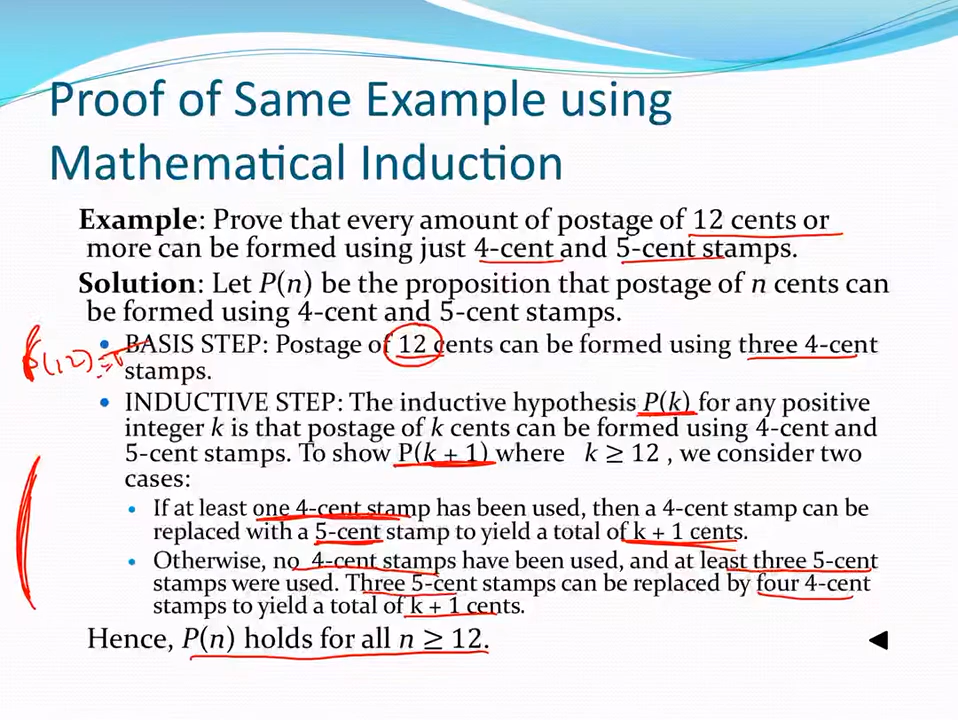 Proof of Same Example using
Mathematical Induction
Example: Prove that every amount of postage of 12 cents or
more can be formed using just 4-cent and 5-cent stamps.
Solution: Let P(n) be the proposition that postage of n cents can
be formed using 4-cent and 5-cent stamps.
• BASIS STEP: Postage of 12 cents can be formed using three 4-cent
stamps.
P(12)
• INDUCTIVE STEP: The inductive hypothesis P(k) for any positive
integer k is that postage of k cents can be formed using 4-cent and
5-cent stamps. To show P(k + 1) where k ≥ 12 , we consider two
cases:
• If at least one 4-cent stamp has been used, then a 4-cent stamp can be
replaced with a 5-cent stamp to yield a total of k + 1 cents.
• Otherwise, no 4-cent stamps have been used, and at least three 5-cent
stamps were used. Three 5-cent stamps can be replaced by four 4-cent
stamps to yield a total of k + 1 cents.
Hence, P(n) holds for all n ≥ 12.